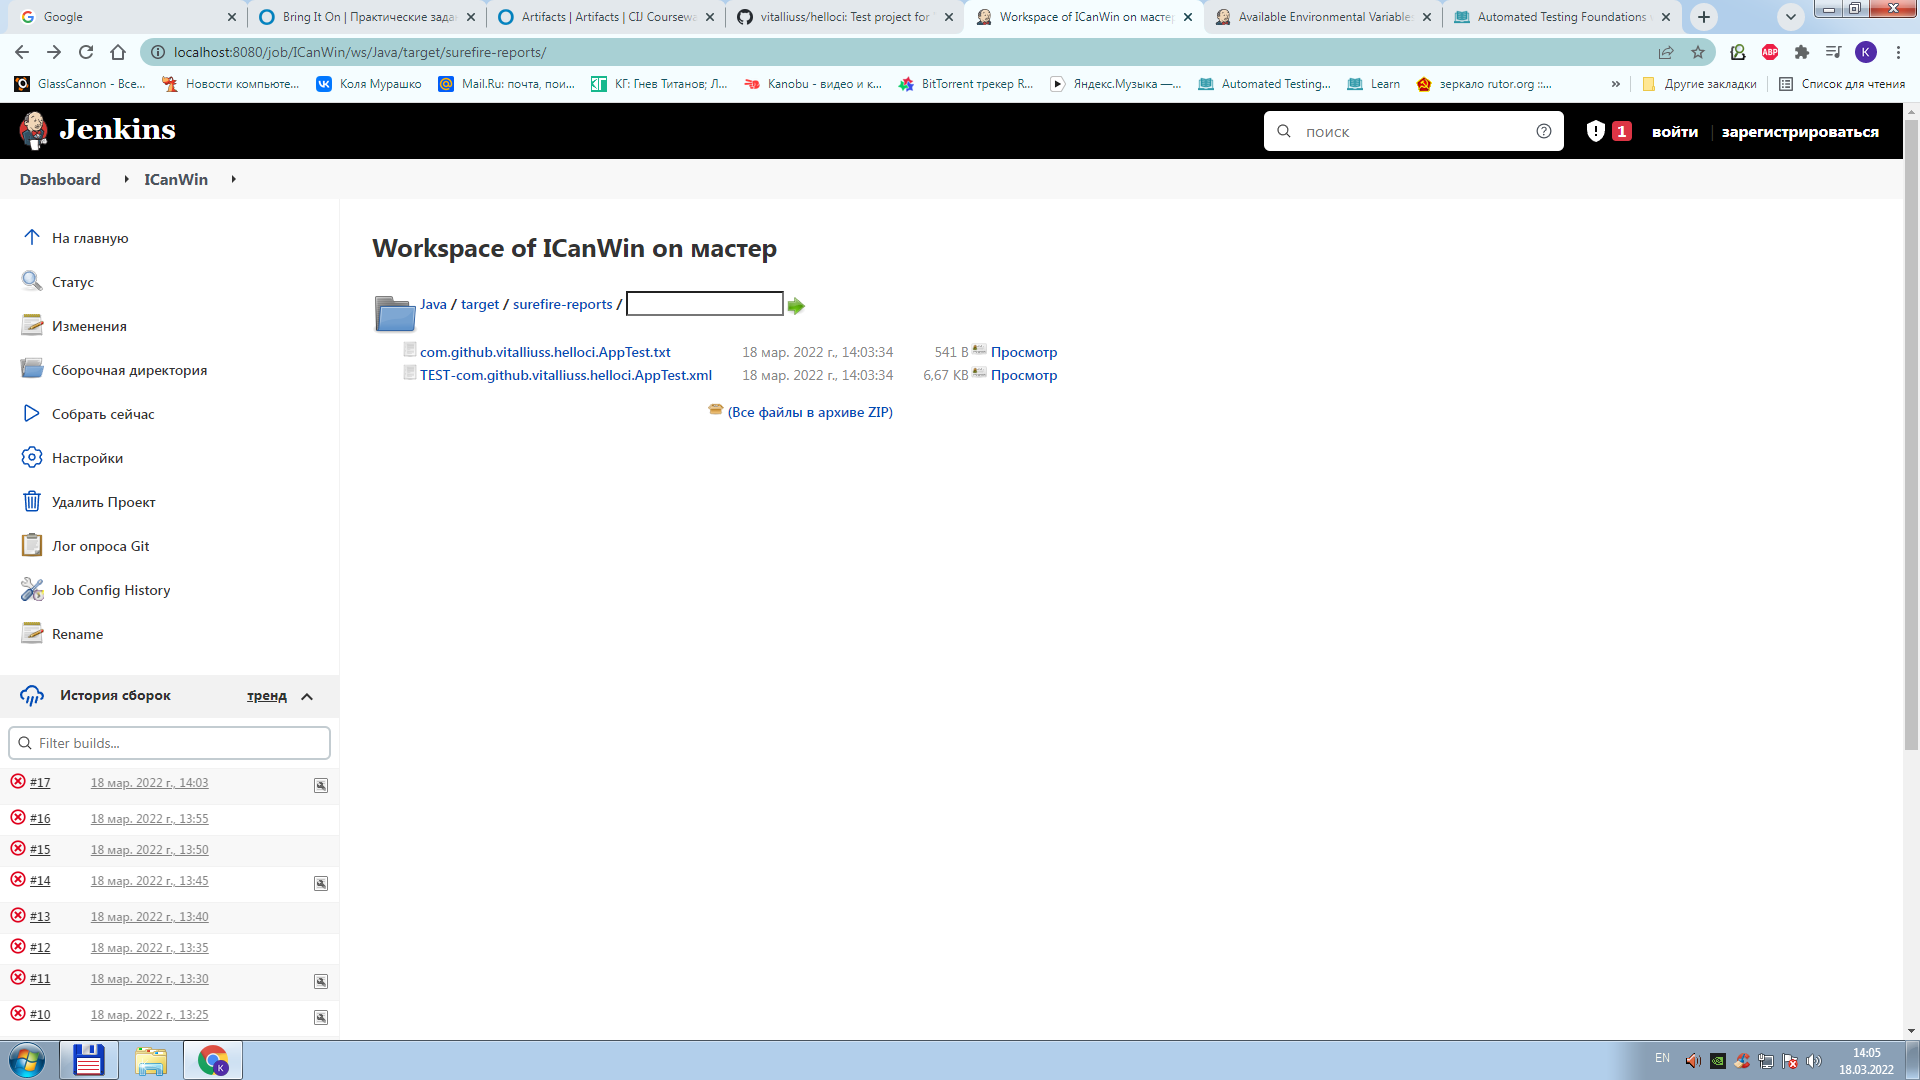 Google
Bring It On | Практические зада
Artifacts | Artifacts | CIJ Coursewa
vitalliuss/helloci: Test project for
Workspace of ICanWin on мастер
Available Environmental Variable
Automated Testing Foundations
localhost:8080/job/ICanWin/ws/Java/target/surefire-reports/
ABP
K
GlassCannon - Все...
Новости компьюте...
Коля Мурашко
Mail.Ru: почта, пои...
КГ: Гнев Титанов; Л...
Kanobu - видео и к...
BitTorrent трекер R...
Яндекс.Музыка —...
Automated Testing...
Learn
зеркало rutor.org ::...
»
Другие закладки
Список для чтения
Jenkins
поиск
1
войти
зарегистрироваться
Dashboard
ICanWin
На главную
Статус
Изменения
Сборочная директория
Собрать сейчас
Настройки
Удалить Проект
Лог опроса Git
Job Config History
Rename
История сборок
тренд
Filter builds...
#17 18 мар. 2022 г., 14:03
#16 18 мар. 2022 г., 13:55
#15 18 мар. 2022 г., 13:50
#14 18 мар. 2022 г., 13:45
#13 18 мар. 2022 г., 13:40
#12 18 мар. 2022 г., 13:35
#11 18 мар. 2022 г., 13:30
#10 18 мар. 2022 г., 13:25
Workspace of ICanWin on мастер
Java / target / surefire-reports /
com.github.vitalliuss.helloci.AppTest.txt 18 мар. 2022 г., 14:03:34 541 B Просмотр
TEST-com.github.vitalliuss.helloci.AppTest.xml 18 мар. 2022 г., 14:03:34 6,67 KB Просмотр
(Все файлы в архиве ZIP)
K
EN
14:05
18.03.2022